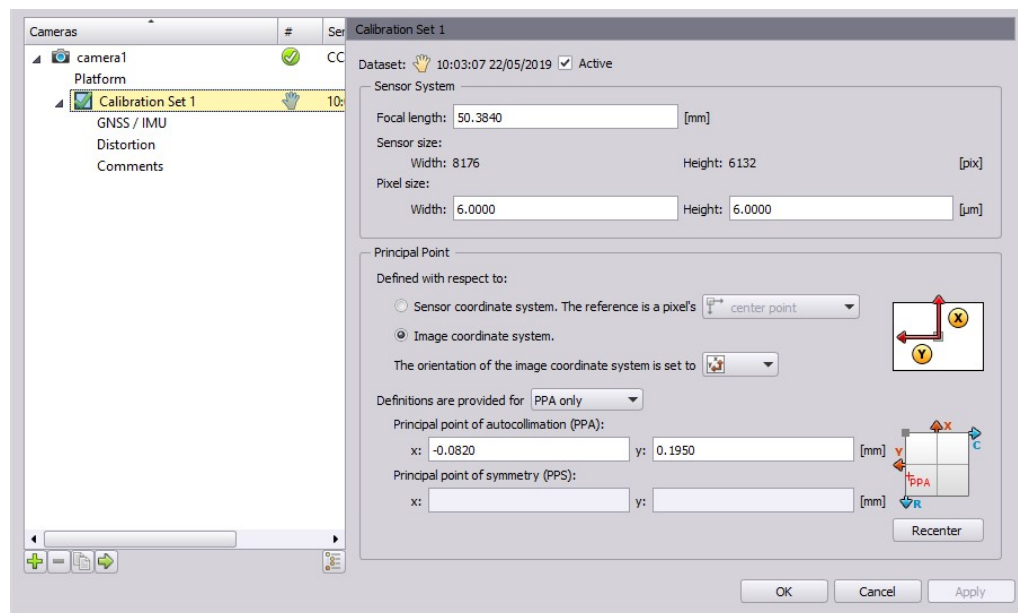 Cameras # Ser
camera1 CC
Platform
Calibration Set 1 10:
GNSS / IMU
Distortion
Comments
Calibration Set 1
Dataset: 10:03:07 22/05/2019 Active
Sensor System
Focal length: 50.3840 [mm]
Sensor size:
Width: 8176 Height: 6132 [pix]
Pixel size:
Width: 6.0000 Height: 6.0000 [µm]
Principal Point
Defined with respect to:
Sensor coordinate system. The reference is a pixel's center point
Image coordinate system.
The orientation of the image coordinate system is set to
X
Y
Definitions are provided for PPA only
Principal point of autocollimation (PPA):
x: -0.0820 y: 0.1950 [mm]
Principal point of symmetry (PPS):
x: y: [mm]
X
Y C
PPA
R
Recenter
OK Cancel Apply